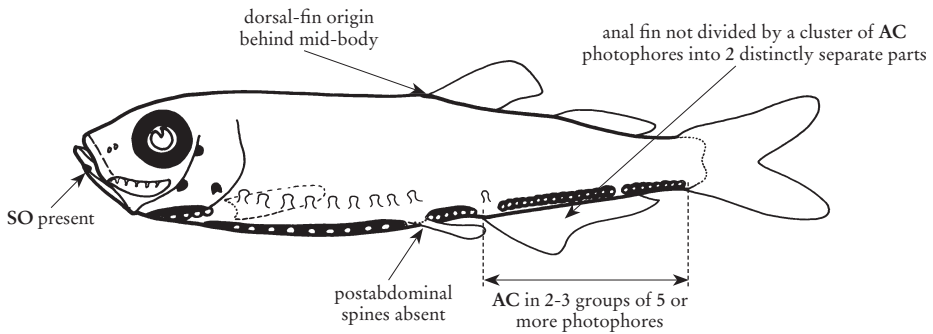 dorsal-fin origin
behind mid-body
anal fin not divided by a cluster of AC
photophores into 2 distinctly separate parts
SO present
postabdominal
spines absent
AC in 2-3 groups of 5 or
more photophores